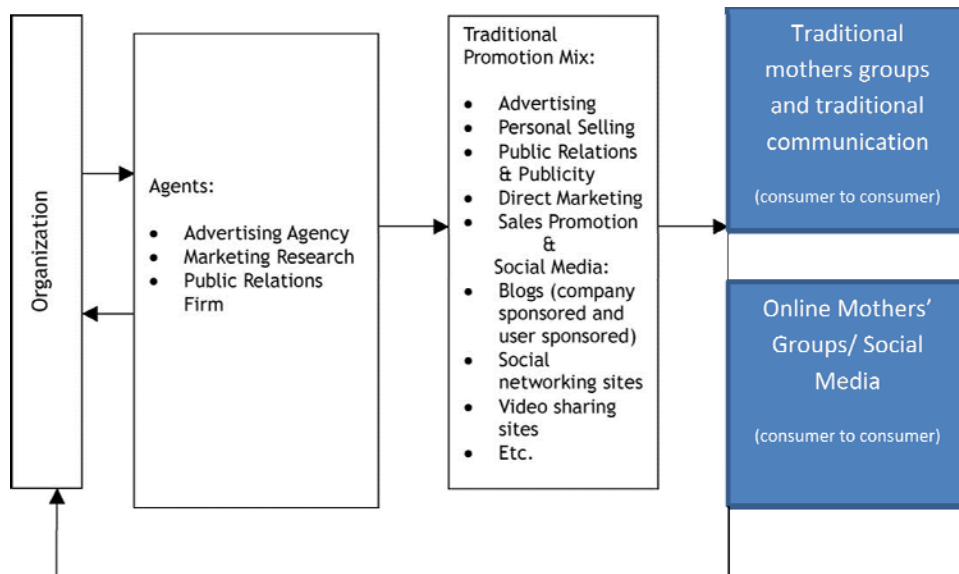 Organization
Agents:
• Advertising Agency
• Marketing Research
• Public Relations
Firm
Traditional
Promotion Mix:
• Advertising
• Personal Selling
• Public Relations
& Publicity
• Direct Marketing
• Sales Promotion
&
Social Media:
• Blogs (company
sponsored and
user sponsored)
• Social
networking sites
• Video sharing
sites
• Etc.
Traditional
mothers groups
and traditional
communication
(consumer to consumer)
Online Mothers'
Groups/ Social
Media
(consumer to consumer)